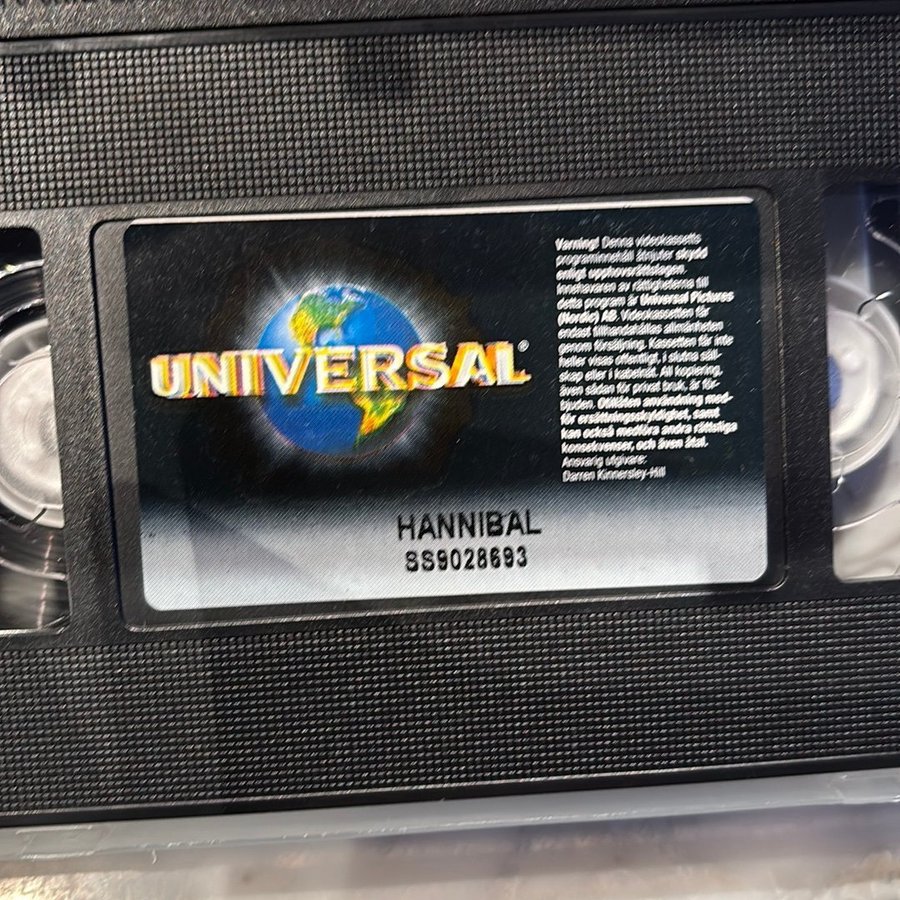 UNIVERSAL®
Varning! Denna videokassetts
programinnehåll åtnjuter skydd
enligt upphovsrättslagen.
Innehavaren av rättigheterna till
detta program är Universal Pictures
(Nordic) AB. Videokassetten får
endast tillhandahållas allmänheten
genom försäljning. Kassetten får inte
heller visas offentligt, i slutna säll-
skap eller i kabelnät. All kopiering,
även sådan för privat bruk, är för-
bjuden. Otillåten användning med-
för ersättningsskyldighet, samt
kan också medföra andra rättsliga
konsekvenser, och även åtal.
Ansvarig utgivare:
Darren Kinnersley-Hill
HANNIBAL
SS9028693